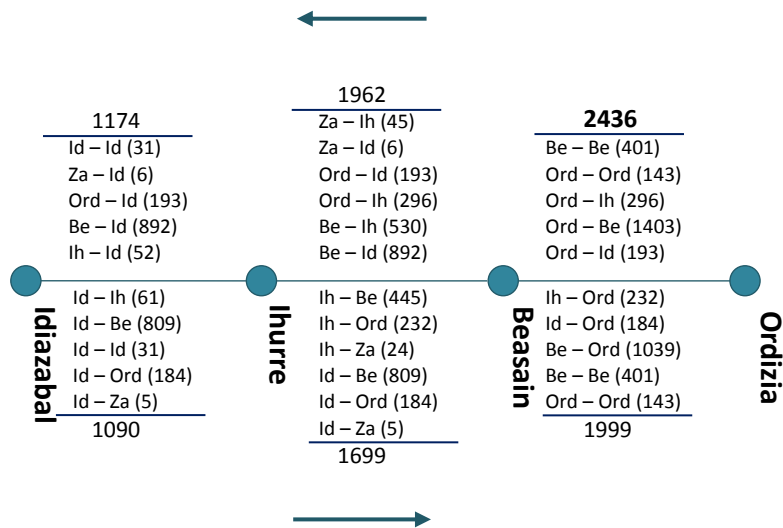 1174
Id – Id (31)
Za – Id (6)
Ord – Id (193)
Be – Id (892)
Ih – Id (52)
1962
Za – Ih (45)
Za – Id (6)
Ord – Id (193)
Ord – Ih (296)
Be – Ih (530)
Be – Id (892)
2436
Be – Be (401)
Ord – Ord (143)
Ord – Ih (296)
Ord – Be (1403)
Ord – Id (193)
Idiazabal
Id – Ih (61)
Id – Be (809)
Id – Id (31)
Id – Ord (184)
Id – Za (5)
1090
Ihurre
Ih – Be (445)
Ih – Ord (232)
Ih – Za (24)
Id – Be (809)
Id – Ord (184)
Id – Za (5)
1699
Beasain
Ih – Ord (232)
Id – Ord (184)
Be – Ord (1039)
Be – Be (401)
Ord – Ord (143)
1999
Ordizia